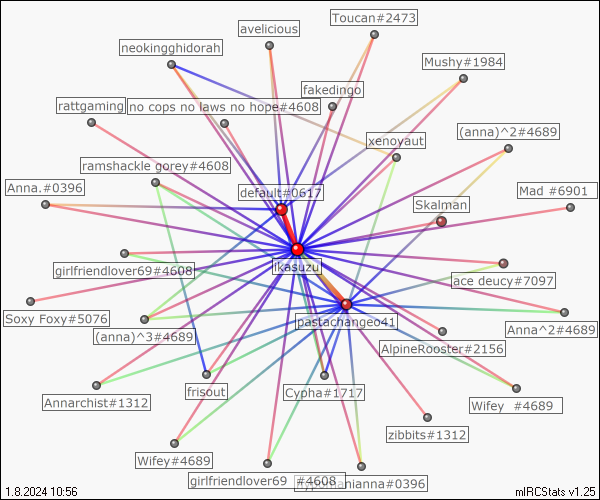 Toucan#2473
avelicious
neokingghidorah
Mushy#1984
fakedingo
rattgaming
no cops no laws no hope#4608
(anna)^2#4689
xenoyaut
ramshackle gorey#4608
Anna.#0396
default#0617
Mad #6901
Skalman
ikasuzu
girlfriendlover69#4608
ace deucy#7097
Soxy Foxy#5076
pastachangeo41
Anna^2#4689
(anna)^3#4689
AlpineRooster#2156
frisout
Cypha#1717
Annarchist#1312
Wifey #4689
zibbits#1312
Wifey#4689
girlfriendlover69 #4608
anianna#0396
1.8.2024 10:56
mIRCStats v1.25